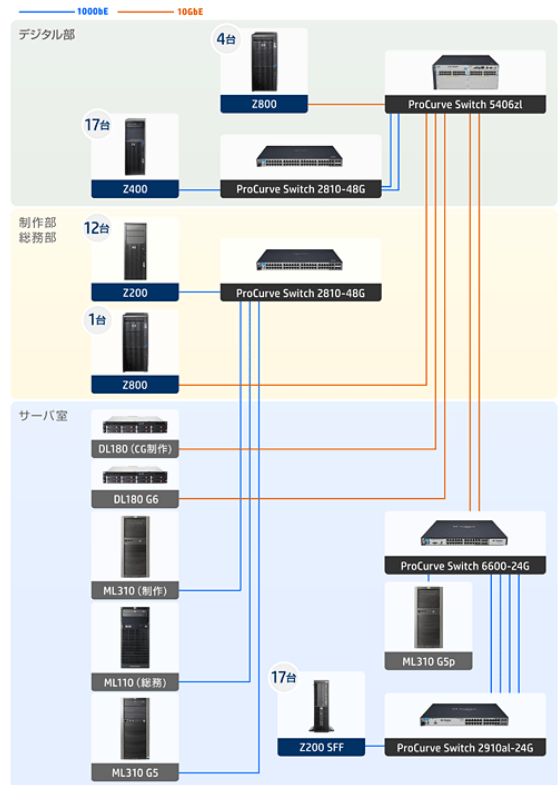 1000bE 10GbE
デジタル部
4台
Z800
ProCurve Switch 5406zl
17台
Z400
ProCurve Switch 2810-48G
制作部
総務部
12台
Z200
ProCurve Switch 2810-48G
1台
Z800
サーバ室
DL180（CG制作）
DL180 G6
ML310（制作）
ProCurve Switch 6600-24G
ML110（総務）
ML310 G5p
17台
Z200 SFF
ProCurve Switch 2910al-24G
ML310 G5